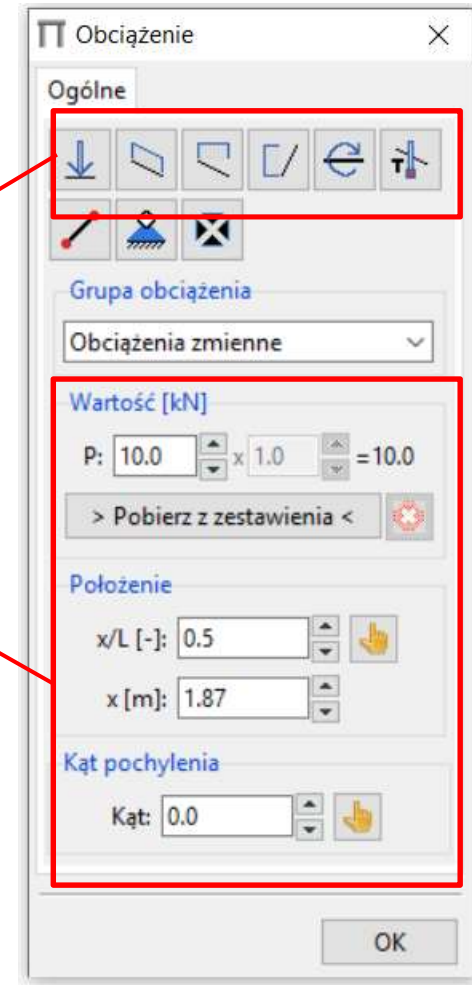 Obciążenie
Ogólne
T
Grupa obciążenia
Obciążenia zmienne
Wartość [kN]
P: 10.0 x 1.0 = 10.0
> Pobierz z zestawienia <
Położenie
x/L [-]: 0.5
x [m]: 1.87
Kąt pochylenia
Kąt: 0.0
OK